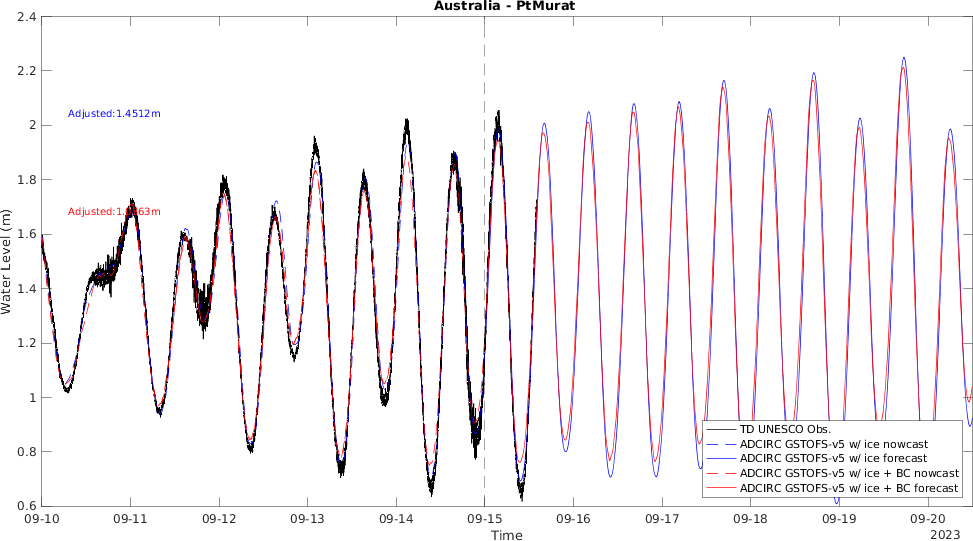 Australia - PtMurat
2.4
2.2
2
1.8
1.6
1.4
1.2
1
0.8
0.6
Water Level (m)
Adjusted:1.4512m
TD UNESCO Obs.
ADCIRC GSTOFS-v5 w/ ice nowcast
ADCIRC GSTOFS-v5 w/ ice forecast
ADCIRC GSTOFS-v5 w/ ice + BC nowcast
ADCIRC GSTOFS-v5 w/ ice + BC forecast
09-10 09-11 09-12 09-13 09-14 09-15 09-16 09-17 09-18 09-19 09-20
2023
Time